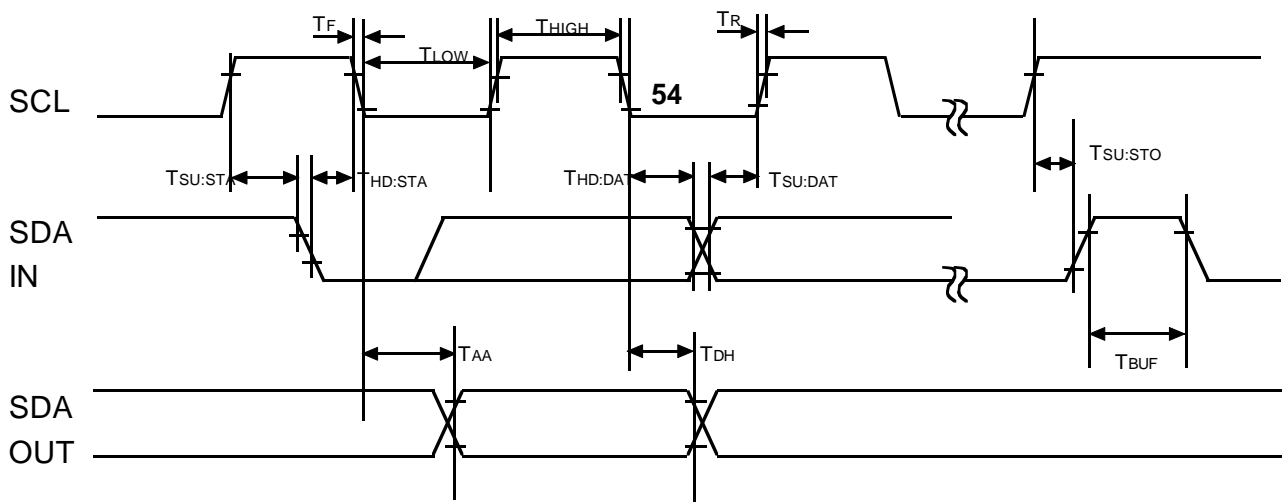 TF
THIGH
TR
TLOW
SCL
54
TSU:STO
TSU:STA
THD:STA
THD:DAT
TSU:DAT
SDA
IN
TAA
TDH
TBUF
SDA
OUT